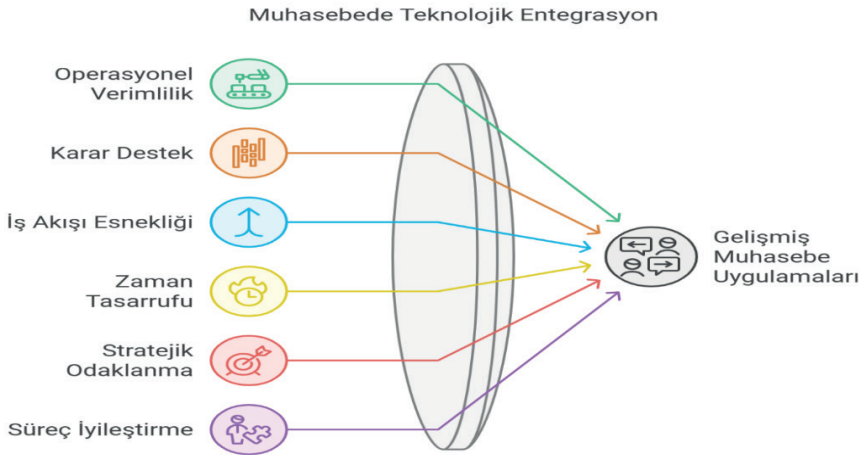 Muhasebede Teknolojik Entegrasyon
Operasyonel
Verimlilik
Karar Destek
İş Akışı Esnekliği
Zaman
Tasarrufu
Stratejik
Odaklanma
Süreç İyileştirme
Gelişmiş
Muhasebe
Uygulamaları